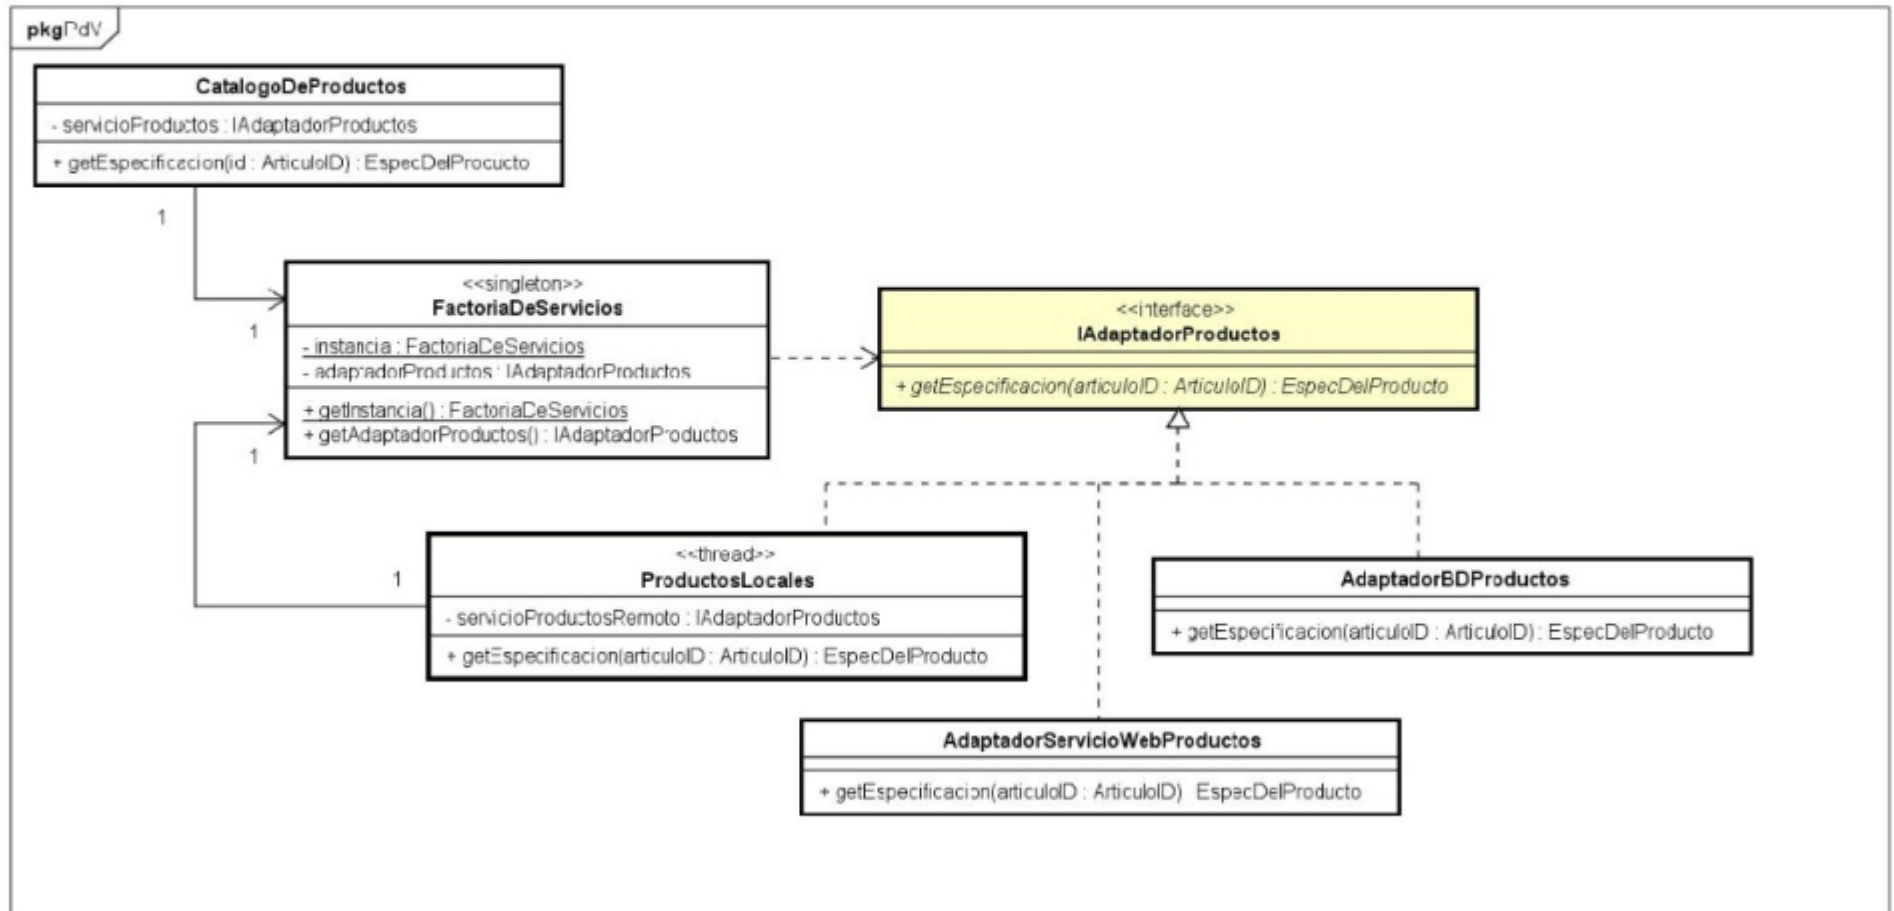 pkg PdV
CatalogoDeProductos
- servicioProductos : IAdaptadorProductos
+ getEspecificacion(id : ArticuloID) : EspecDelProducto
1
1
<<singleton>>
FactoriaDeServicios
- instancia : FactoriaDeServicios
- adaptadorProductos : IAdaptadorProductos
+ getInstancia() : FactoriaDeServicios
+ getAdaptadorProductos() : IAdaptadorProductos
<<interface>>
IAdaptadorProductos
+ getEspecificacion(articuloID : ArticuloID) : EspecDelProducto
1
1
<<thread>>
ProductosLocales
- servicioProductosRemoto : IAdaptadorProductos
+ getEspecificacion(articuloID : ArticuloID) : EspecDelProducto
AdaptadorBDProductos
+ getEspecificacion(articuloID : ArticuloID) : EspecDelProducto
AdaptadorServicioWebProductos
+ getEspecificacion(articuloID : ArticuloID) EspecDelProducto